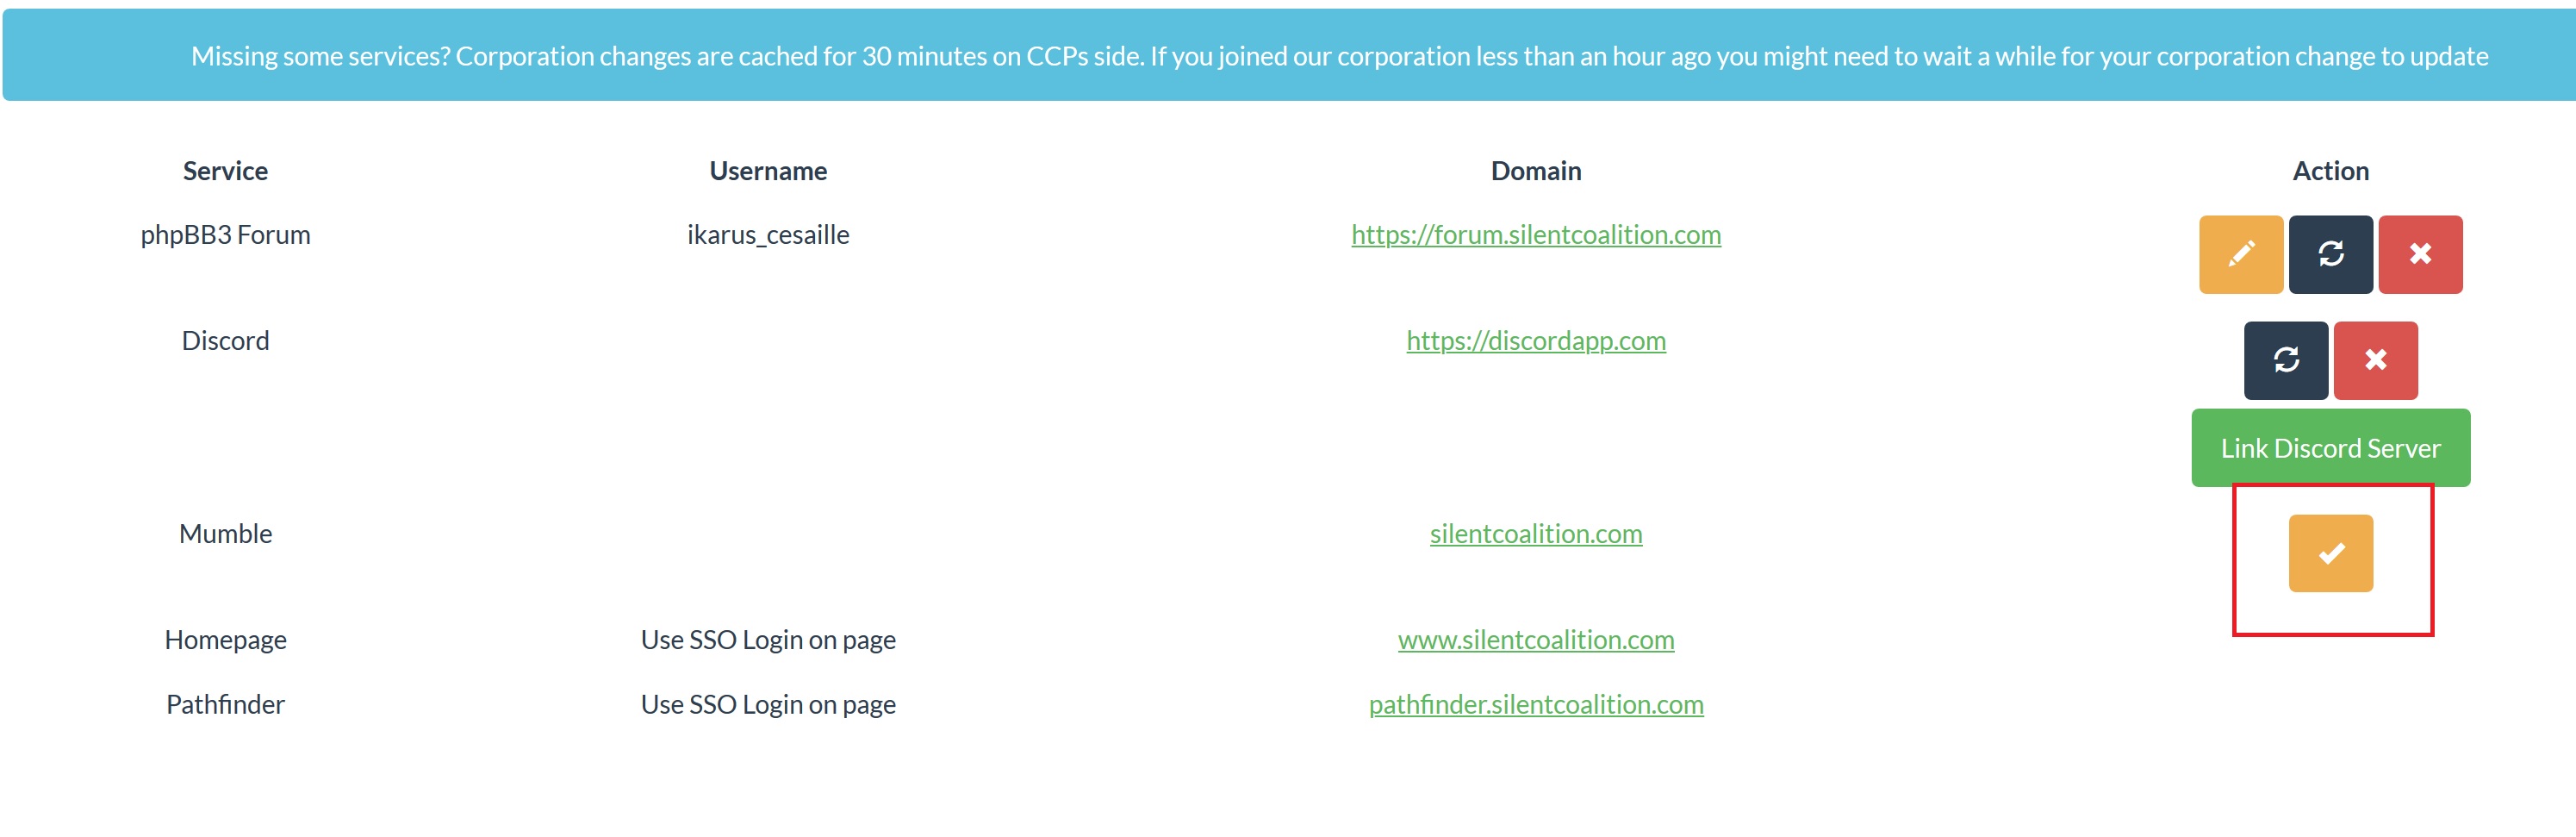 Missing some services? Corporation changes are cached for 30 minutes on CCPs side. If you joined our corporation less than an hour ago you might need to wait a while for your corporation change to update
Service Username Domain Action
phpBB3 Forum ikarus_cesaille https://forum.silentcoalition.com
Discord https://discordapp.com
Link Discord Server
Mumble silentcoalition.com
Homepage Use SSO Login on page www.silentcoalition.com
Pathfinder Use SSO Login on page pathfinder.silentcoalition.com